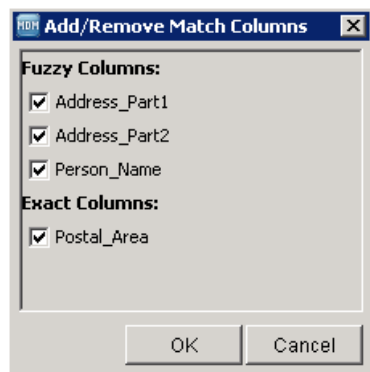 MDM Add/Remove Match Columns
Fuzzy Columns:
Address_Part1
Address_Part2
Person_Name
Exact Columns:
Postal_Area
OK Cancel